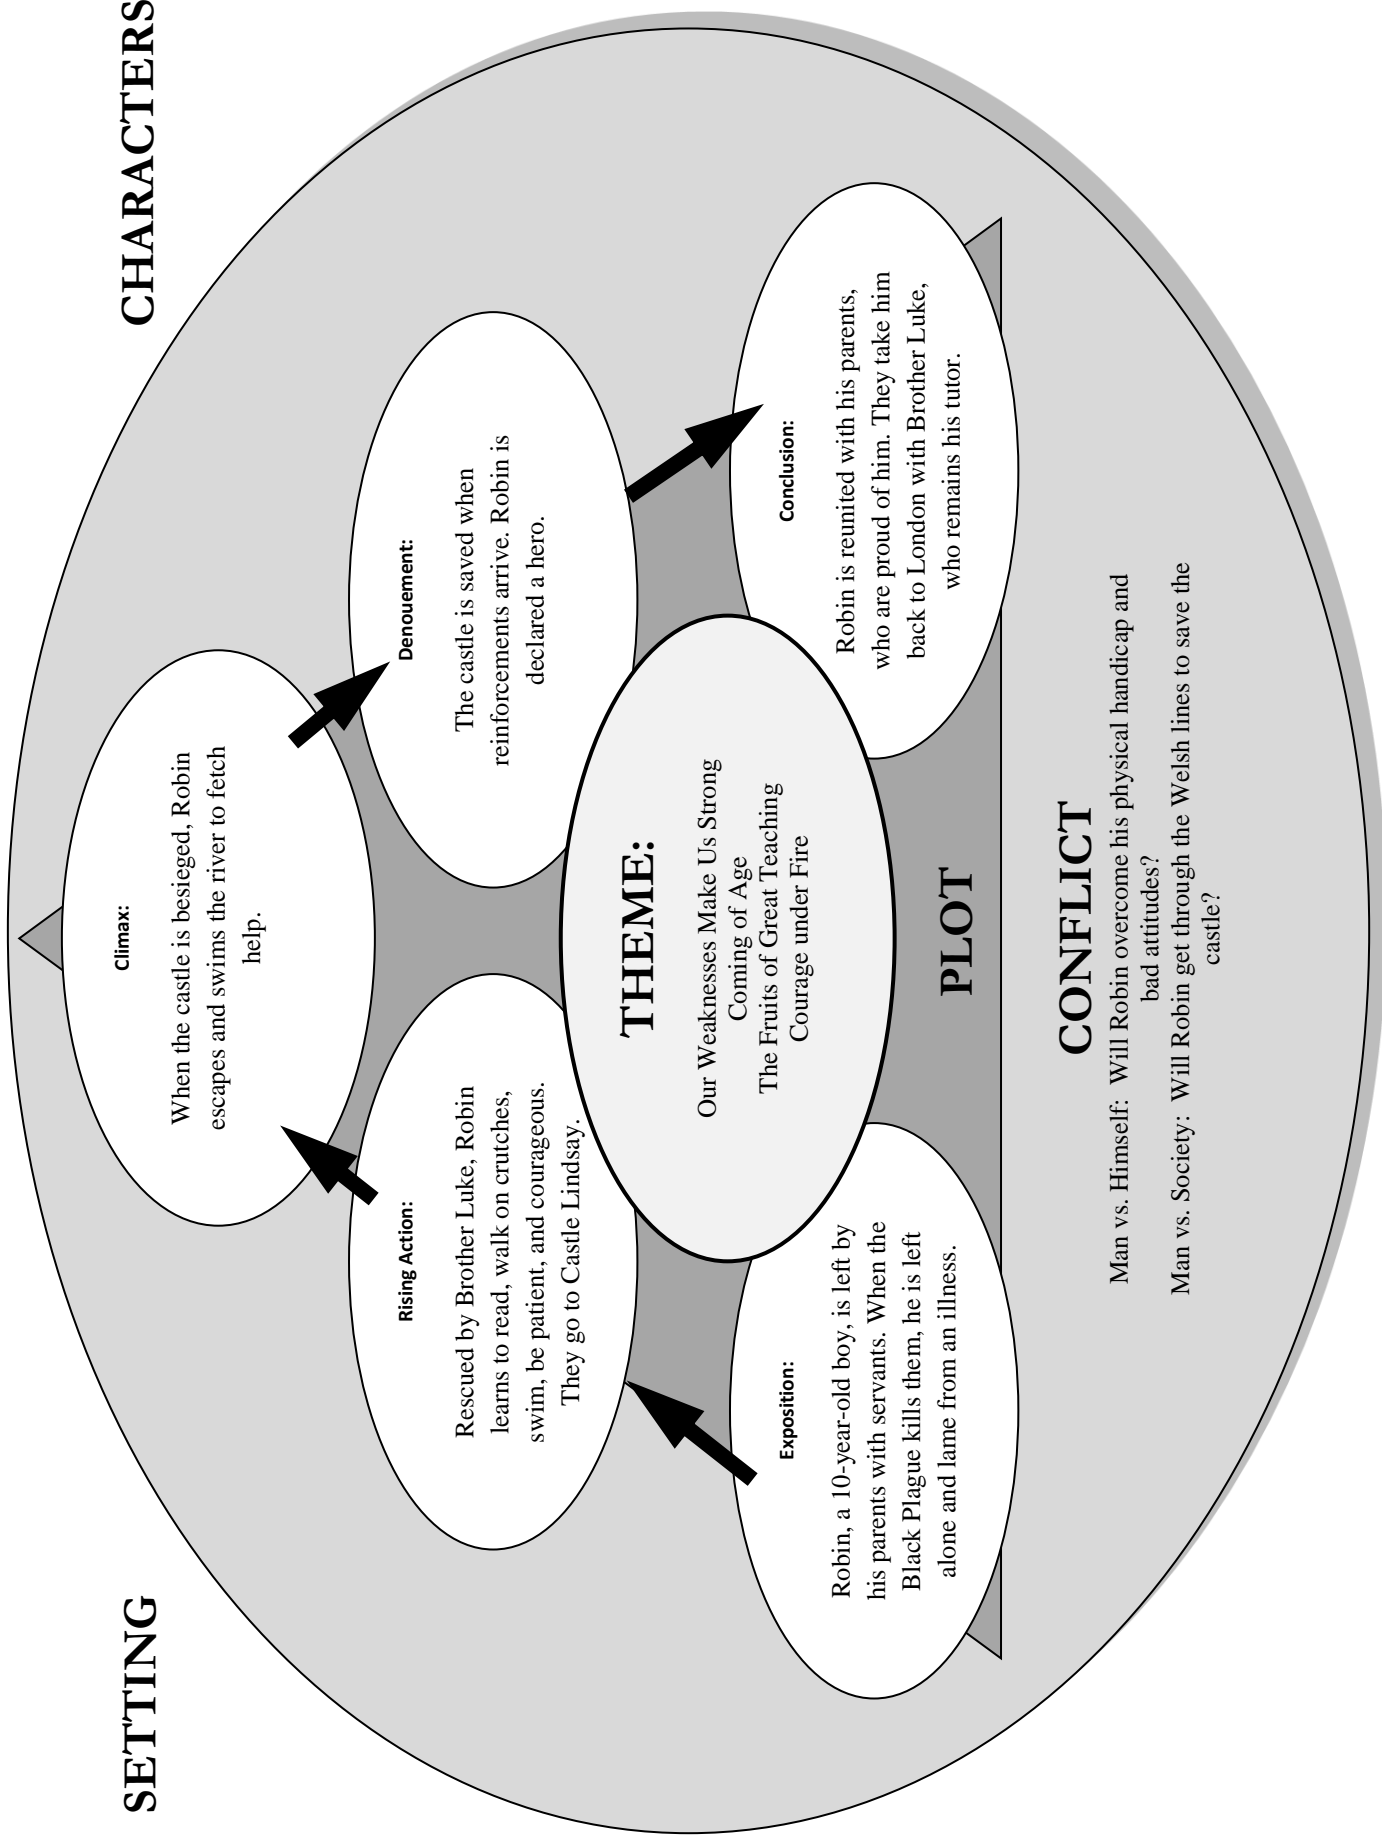 SETTING
CHARACTERS
Climax:
When the castle is besieged, Robin
escapes and swims the river to fetch
help.
Rising Action:
Rescued by Brother Luke, Robin
learns to read, walk on crutches,
swim, be patient, and courageous.
They go to Castle Lindsay.
Denouement:
The castle is saved when
reinforcements arrive. Robin is
declared a hero.
THEME:
Our Weaknesses Make Us Strong
Coming of Age
The Fruits of Great Teaching
Courage under Fire
Exposition:
Robin, a 10-year-old boy, is left by
his parents with servants. When the
Black Plague kills them, he is left
alone and lame from an illness.
Conclusion:
Robin is reunited with his parents,
who are proud of him. They take him
back to London with Brother Luke,
who remains his tutor.
PLOT
CONFLICT
Man vs. Himself: Will Robin overcome his physical handicap and
bad attitudes?
Man vs. Society: Will Robin get through the Welsh lines to save the
castle?